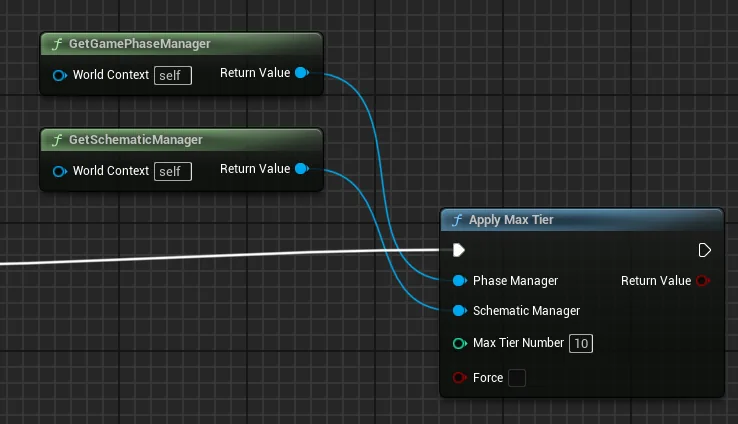 f GetGamePhaseManager
World Context self Return Value
f GetSchematicManager
World Context self Return Value
f Apply Max Tier
Phase Manager Return Value
Schematic Manager
Max Tier Number 10
Force